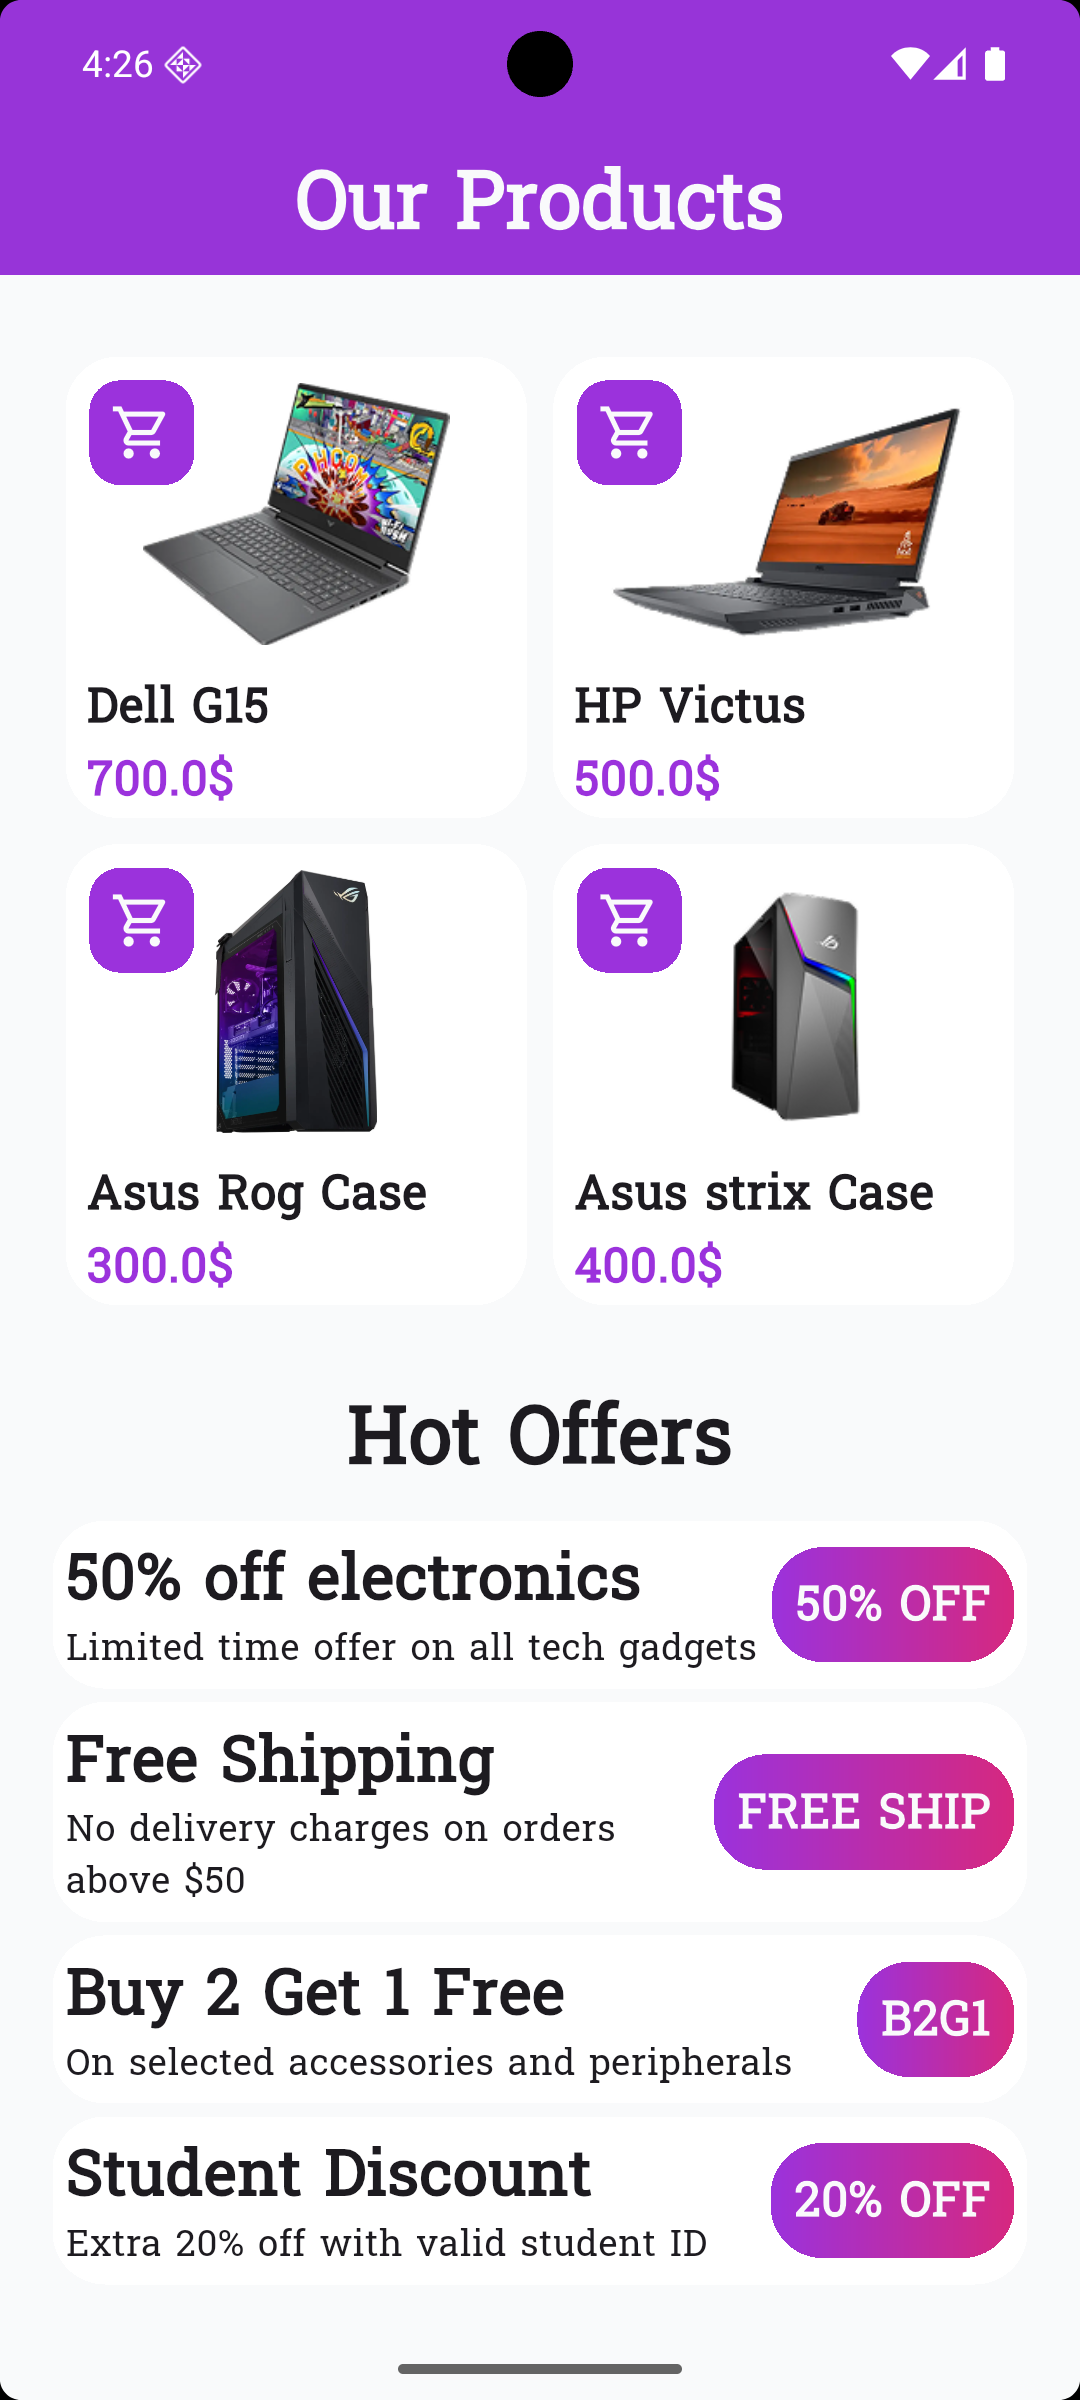 4:26
Our Products
Dell G15
700.0$
HP Victus
500.0$
Asus Rog Case
300.0$
Asus strix Case
400.0$
Hot Offers
50% off electronics
Limited time offer on all tech gadgets
50% OFF
Free Shipping
No delivery charges on orders
above $50
FREE SHIP
Buy 2 Get 1 Free
On selected accessories and peripherals
B2G1
Student Discount
Extra 20% off with valid student ID
20% OFF